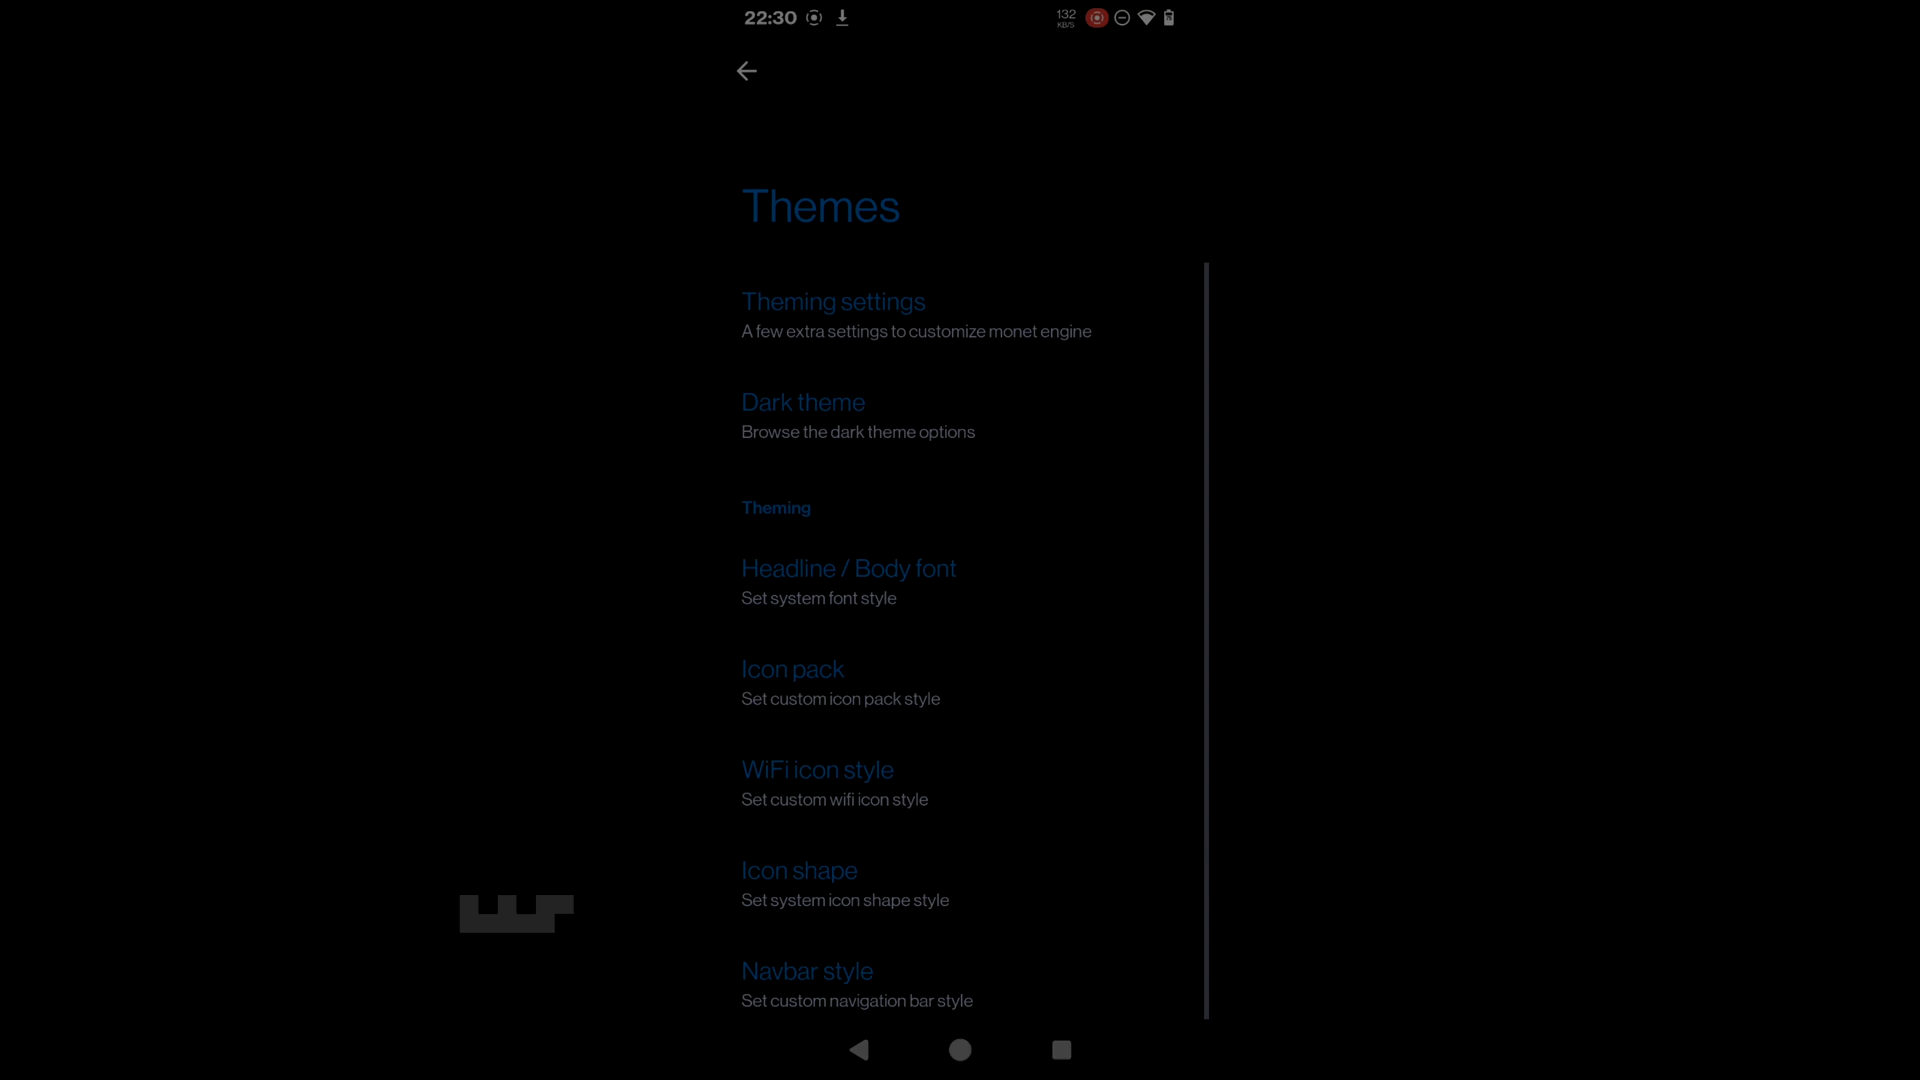 22:30
132
KB/S
Themes
Theming settings
A few extra settings to customize monet engine
Dark theme
Browse the dark theme options
Theming
Headline / Body font
Set system font style
Icon pack
Set custom icon pack style
WiFi icon style
Set custom wifi icon style
Icon shape
Set system icon shape style
Navbar style
Set custom navigation bar style